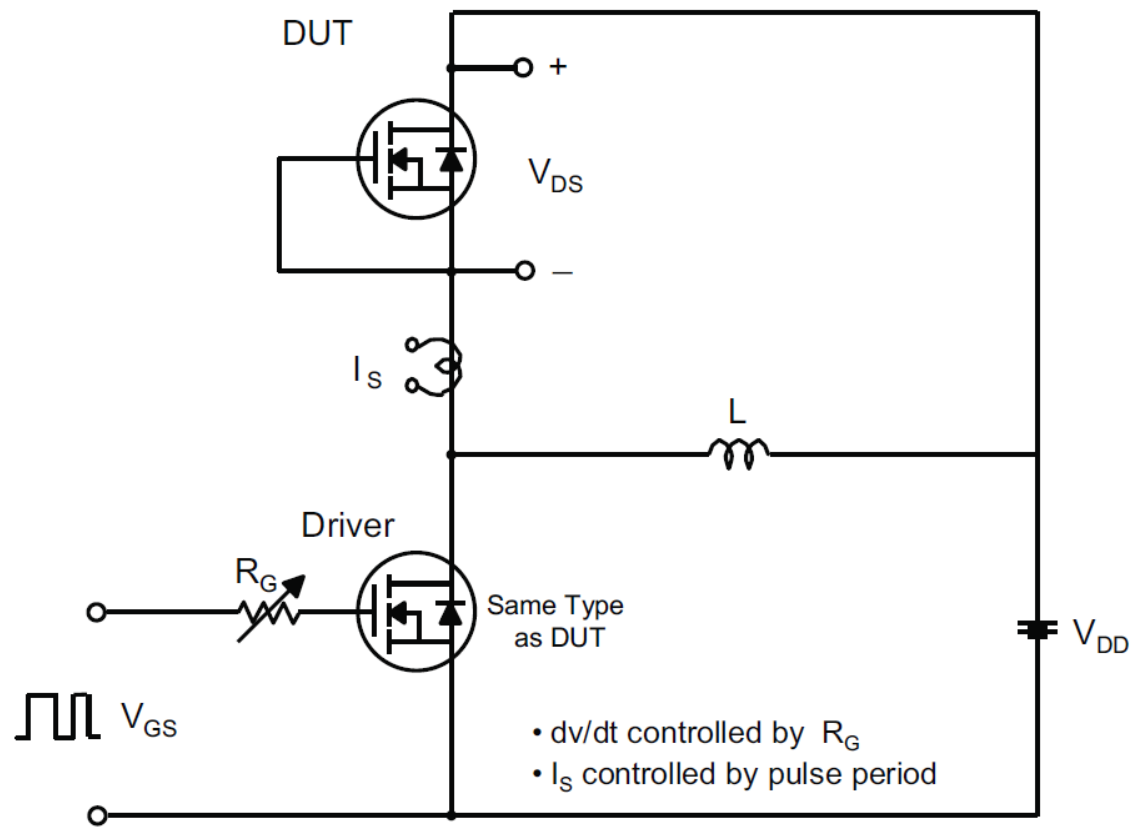 DUT
+
VDS
–
IS
L
Driver
RG
Same Type
as DUT
VDD
VGS
• dv/dt controlled by RG
• IS controlled by pulse period